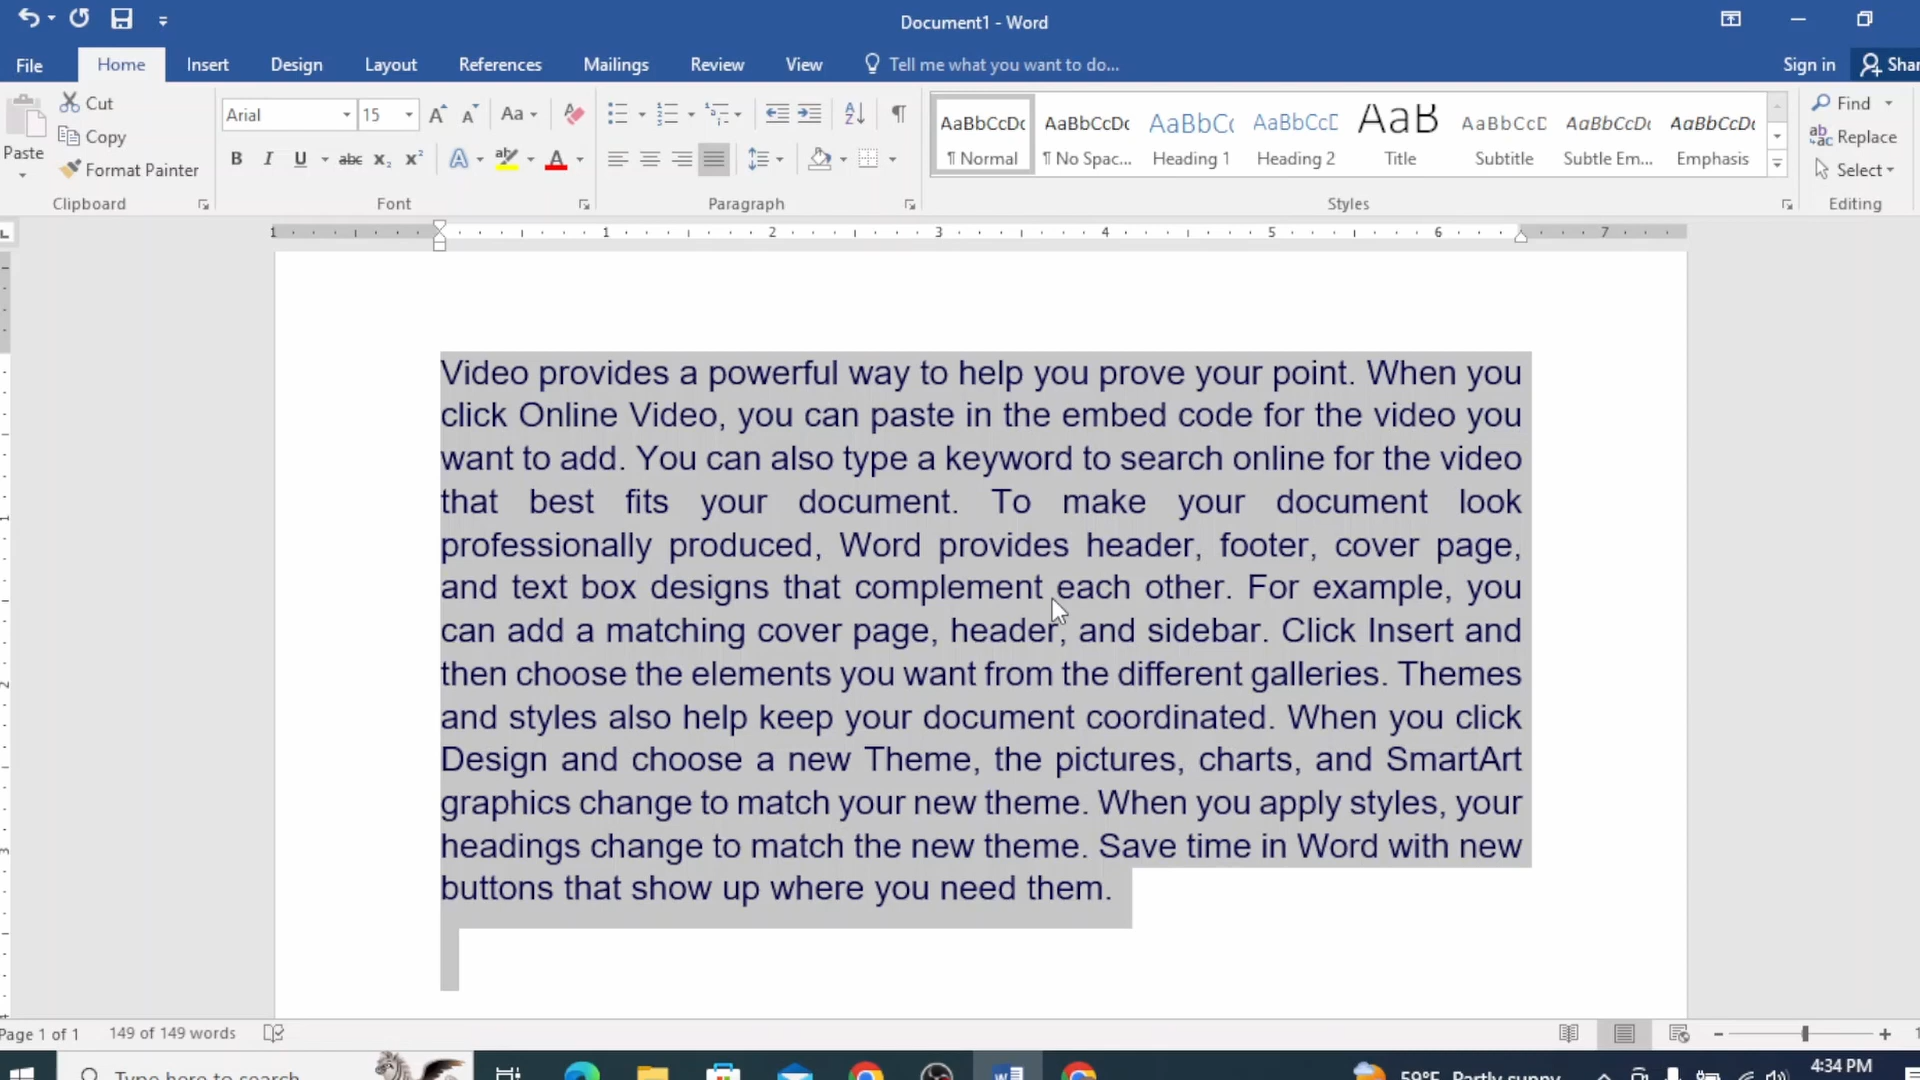 Document1 - Word
File Home Insert Design Layout References Mailings Review View Tell me what you want to do... Sign in
Cut
Copy
Paste
Format Painter
Clipboard
Arial 15
Font
Paragraph
AaBbCcDc AaBbCcDc AaBbCc AaBbCcD AaB AaBbCcD AaBbCcDc AaBbCcDc
¶ Normal ¶ No Spac... Heading 1 Heading 2 Title Subtitle Subtle Em... Emphasis
Styles
Find
Replace
Select
Editing
1 1 2 3 4 5 6 7
Video provides a powerful way to help you prove your point. When you
click Online Video, you can paste in the embed code for the video you
want to add. You can also type a keyword to search online for the video
that best fits your document. To make your document look
professionally produced, Word provides header, footer, cover page,
and text box designs that complement each other. For example, you
can add a matching cover page, header, and sidebar. Click Insert and
then choose the elements you want from the different galleries. Themes
and styles also help keep your document coordinated. When you click
Design and choose a new Theme, the pictures, charts, and SmartArt
graphics change to match your new theme. When you apply styles, your
headings change to match the new theme. Save time in Word with new
buttons that show up where you need them.
Page 1 of 1 149 of 149 words
Type here to search
59°F Partly sunny
4:34 PM